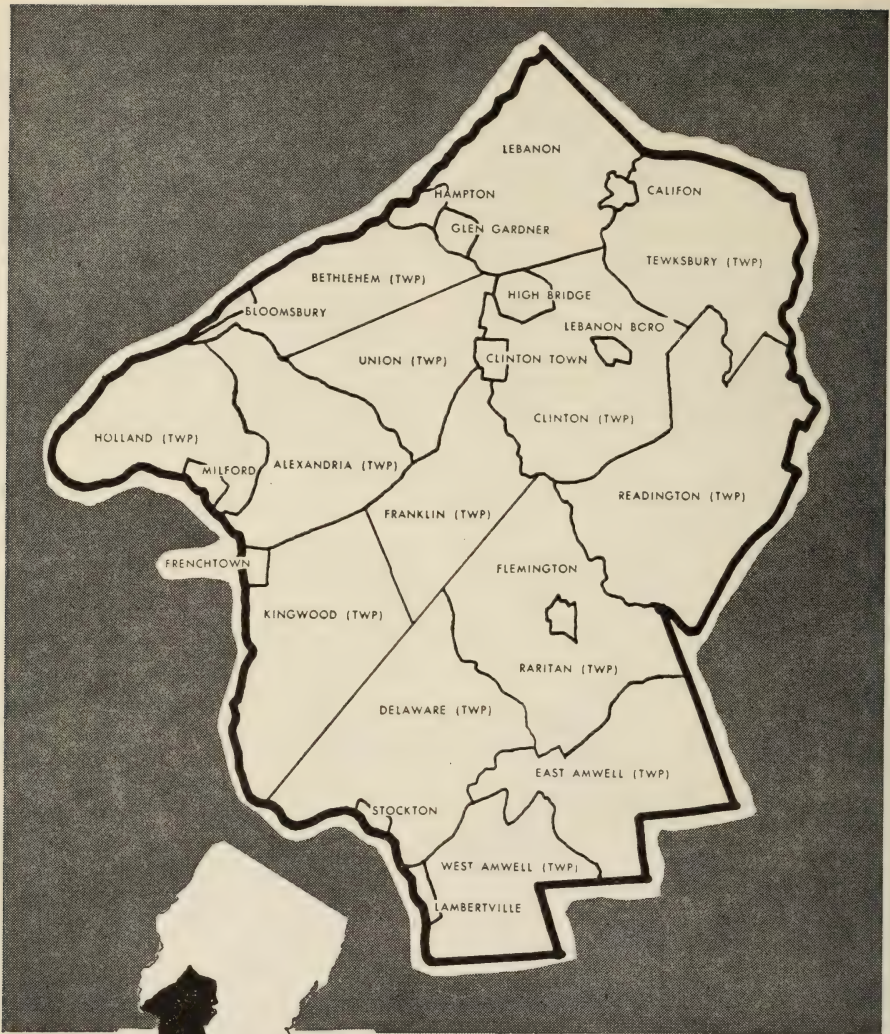 LEBANON
HAMPTON
CALIFON
GLEN GARDNER
TEWKSBURY (TWP)
BETHLEHEM (TWP)
HIGH BRIDGE
BLOOMSBURY
LEBANON BORO
UNION (TWP)
CLINTON TOWN
CLINTON (TWP)
HOLLAND (TWP)
MILFORD
ALEXANDRIA (TWP)
READINGTON (TWP)
FRANKLIN (TWP)
FRENCHTOWN
FLEMINGTON
KINGWOOD (TWP)
RARITAN (TWP)
DELAWARE (TWP)
EAST AMWELL (TWP)
STOCKTON
WEST AMWELL (TWP)
LAMBERTVILLE